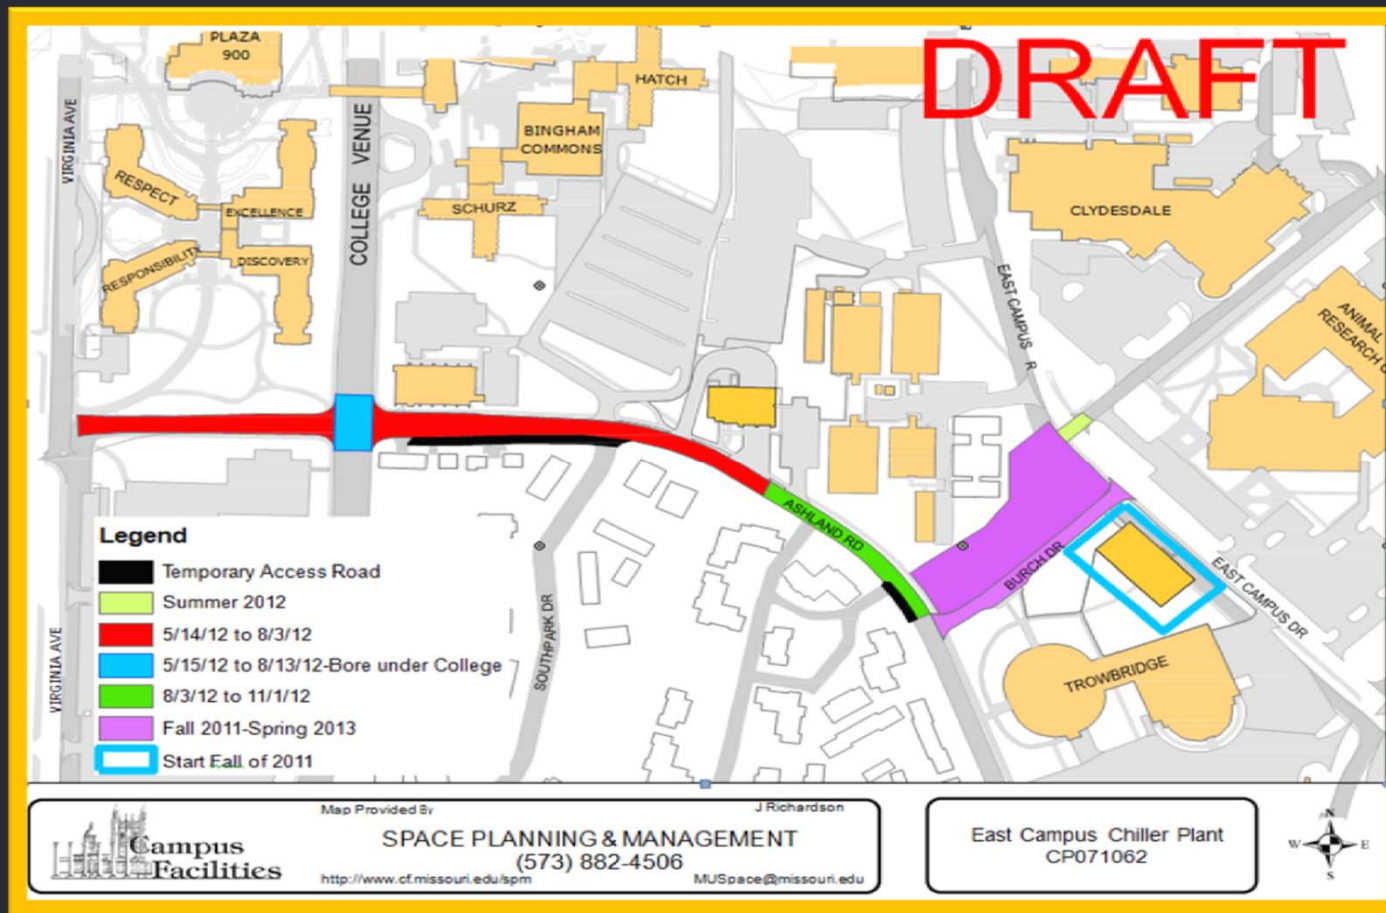 DRAFT
PLAZA
900
HATCH
BINGHAM
COMMONS
VIRGINIA AVE
COLLEGE VENUE
RESPECT
EXCELLENCE
SCHURZ
CLYDESDALE
RESPONSIBILITY
DISCOVERY
EAST CAMPUS R
ANIMAL
RESEARCH
ASHLAND RD
BURCH DR
EAST CAMPUS DR
SOUTHPARK DR
TROWBRIDGE
VIRGINIA AVE
Legend
Temporary Access Road
Summer 2012
5/14/12 to 8/3/12
5/15/12 to 8/13/12-Bore under College
8/3/12 to 11/1/12
Fall 2011-Spring 2013
Start Fall of 2011
Campus
Facilities
Map Provided By
J Richardson
SPACE PLANNING & MANAGEMENT
(573) 882-4506
http://www.cf.missouri.edu/spm
MUSpace@missouri.edu
East Campus Chiller Plant
CP071062
N
W
E
S